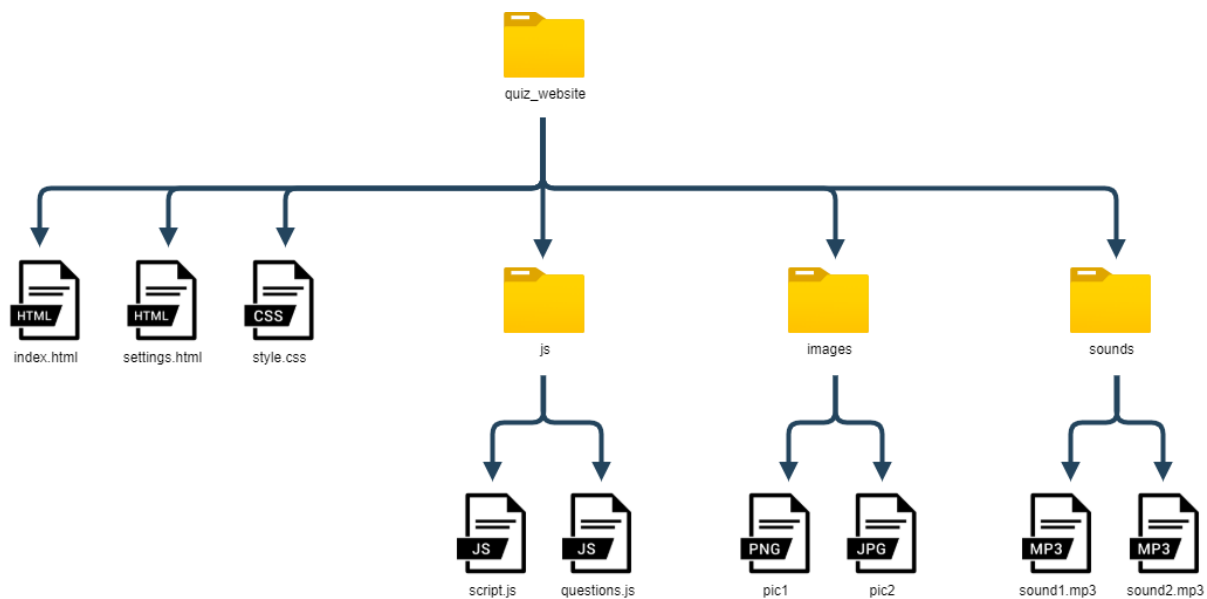 quiz_website
HTML
HTML
CSS
index.html
settings.html
style.css
js
images
sounds
JS
JS
PNG
JPG
MP3
MP3
script.js
questions.js
pic1
pic2
sound1.mp3
sound2.mp3